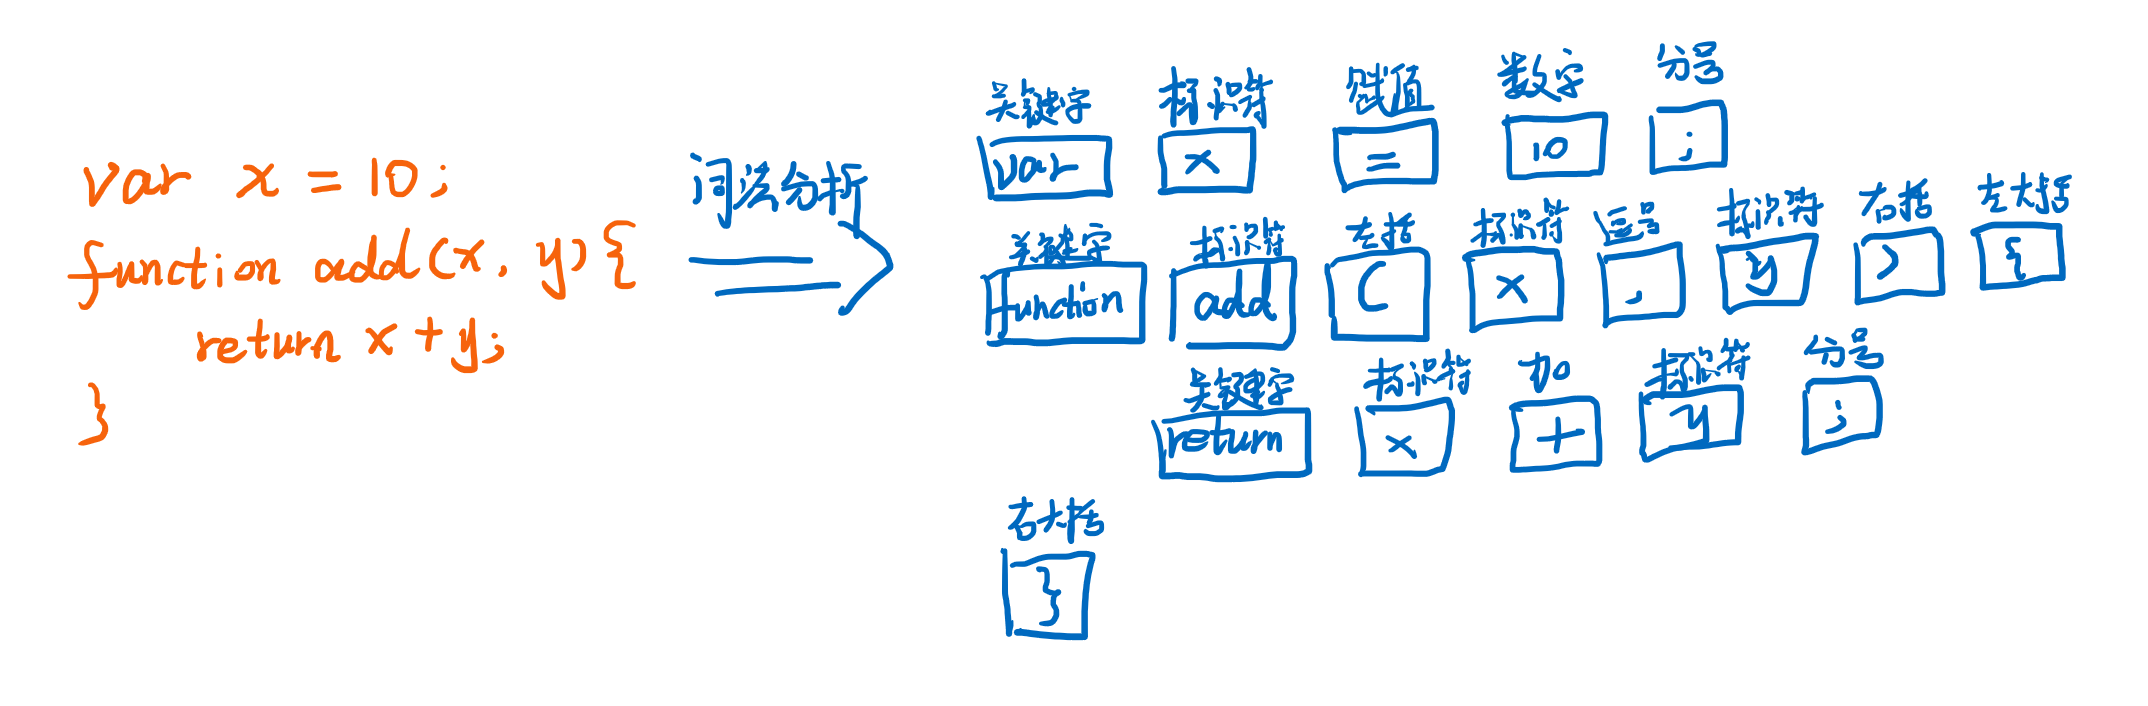 var x = 10;
function add(x, y){
return x+y;
}
词法分析
关键字 标识符 赋值 数字 分号
var x = 10 ;
关键字 标识符 左括 标识符 逗号 标识符 右括 左大括
function add ( x , y ) {
关键字 标识符 加 标识符 分号
return x + y ;
右大括
}